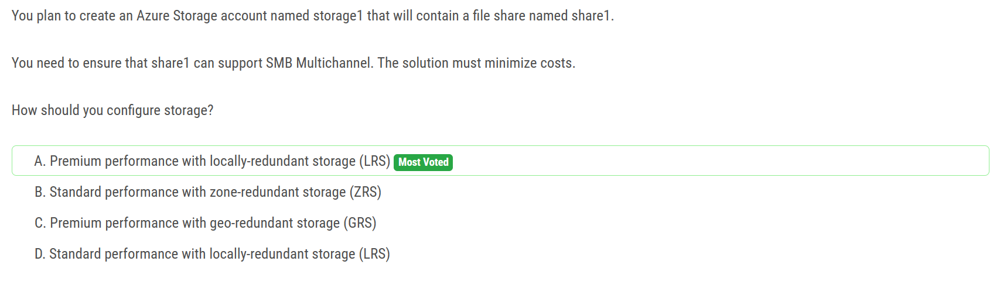 You plan to create an Azure Storage account named storage1 that will contain a file share named share1.
You need to ensure that share1 can support SMB Multichannel. The solution must minimize costs.
How should you configure storage?
A. Premium performance with locally-redundant storage (LRS) Most Voted
B. Standard performance with zone-redundant storage (ZRS)
C. Premium performance with geo-redundant storage (GRS)
D. Standard performance with locally-redundant storage (LRS)